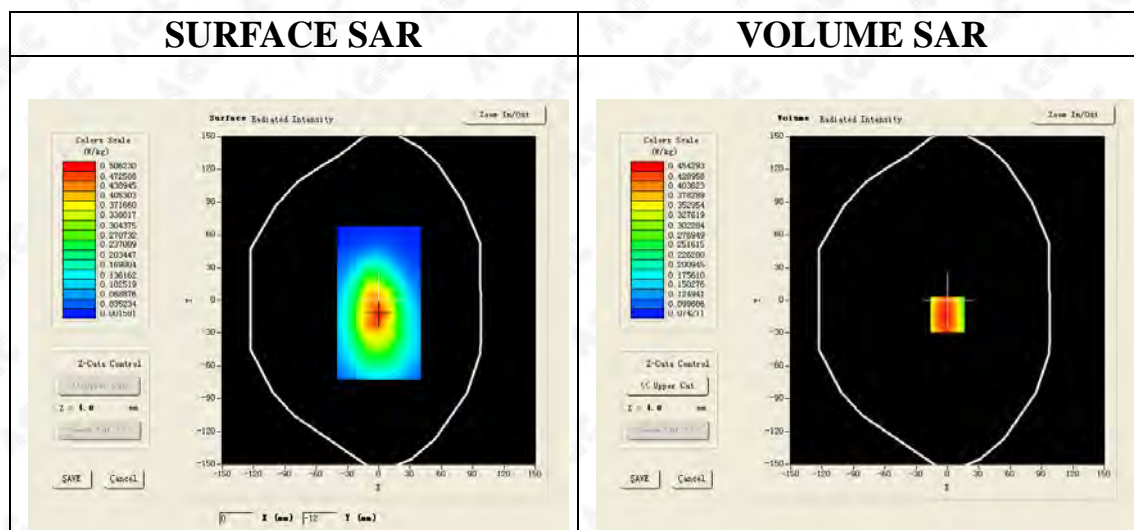 SURFACE SAR
VOLUME SAR
Surface Radiated Intensity
Zoom In/Out
Colors Scale
(W/kg)
0.506230
0.472588
0.438945
0.405303
0.371660
0.338017
0.304375
0.270732
0.237089
0.203447
0.169804
0.136162
0.102519
0.068876
0.035234
0.001591
150
120
90
60
30
0
-30
-60
-90
-120
-150
-150 -120 -90 -60 -30 0 30 60 90 120 150
X
Z-Cuts Control
Z = 4.0 mm
SAVE
Cancel
0 X (mm) -12 Y (mm)
Volume Radiated Intensity
Zoom In/Out
Colors Scale
(W/kg)
0.454293
0.428958
0.403623
0.378289
0.352954
0.327619
0.302284
0.276949
0.251615
0.226280
0.200945
0.175610
0.150276
0.124941
0.099606
0.074271
150
120
90
60
30
0
-30
-60
-90
-120
-150
-150 -120 -90 -60 -30 0 30 60 90 120 150
X
Z-Cuts Control
<< Upper Cut
Z = 4.0 mm
SAVE
Cancel